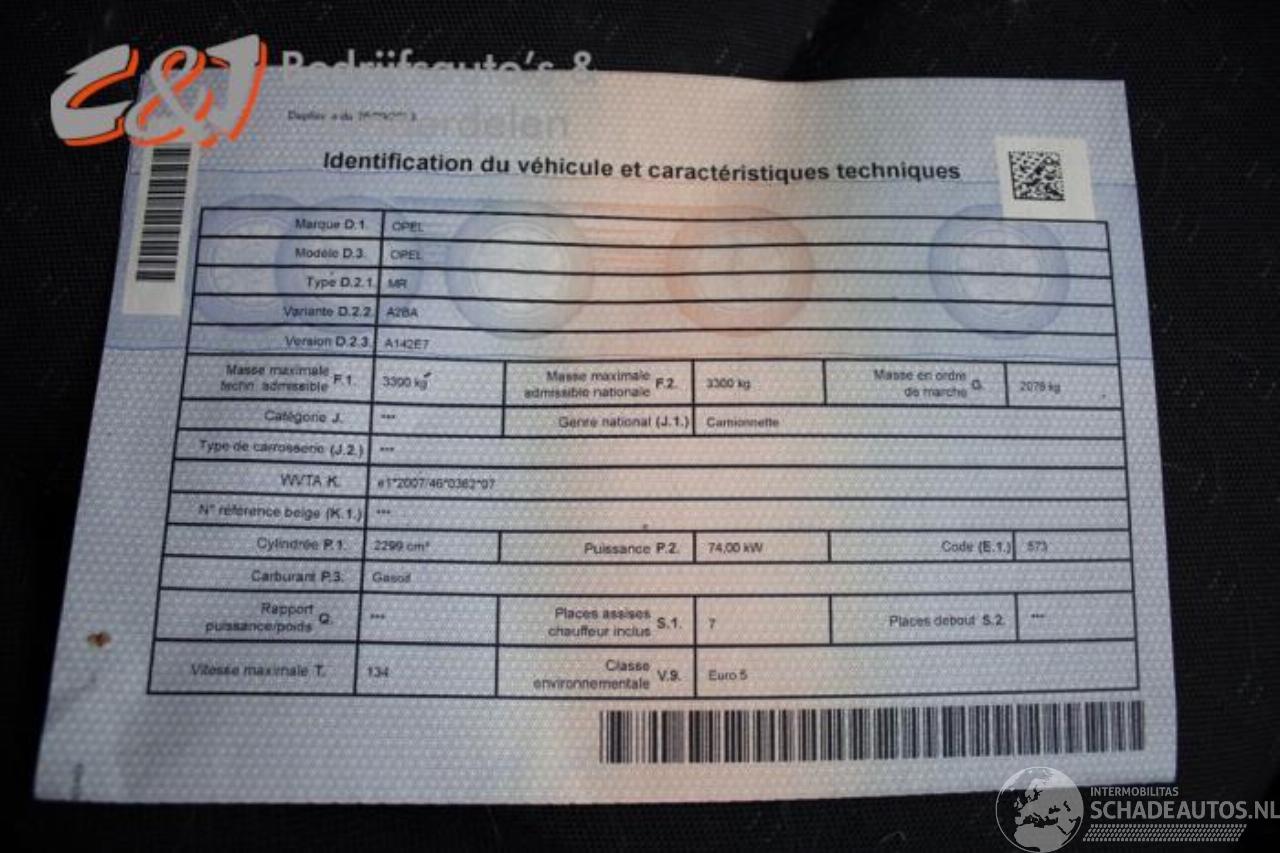 C&J Bedrijfsauto's &
Identification du véhicule et caractéristiques techniques
Marque D.1. OPEL
Modèle D.3. OPEL
Type D.2.1. MR
Variante D.2.2. A2BA
Version D.2.3. A142E7
Masse maximale techn. admissible F.1. 3300 kg Masse maximale admissible nationale F.2. 3300 kg Masse en ordre de marche G. 2078 kg
Catégorie J. *** Genre national (J.1.) Camionnette
Type de carrosserie (J.2.) ***
WVTA K. e1*2007/46*0362*07
N° référence belge (K.1.) ***
Cylindrée P.1. 2299 cm³ Puissance P.2. 74,00 kW Code (E.1.) 573
Carburant P.3. Gasoil
Rapport puissance/poids Q. *** Places assises chauffeur inclus S.1. 7 Places debout S.2. ***
Vitesse maximale T. 134 Classe environnementale V.9. Euro 5
INTERMOBILITAS
SCHADEAUTOS.NL